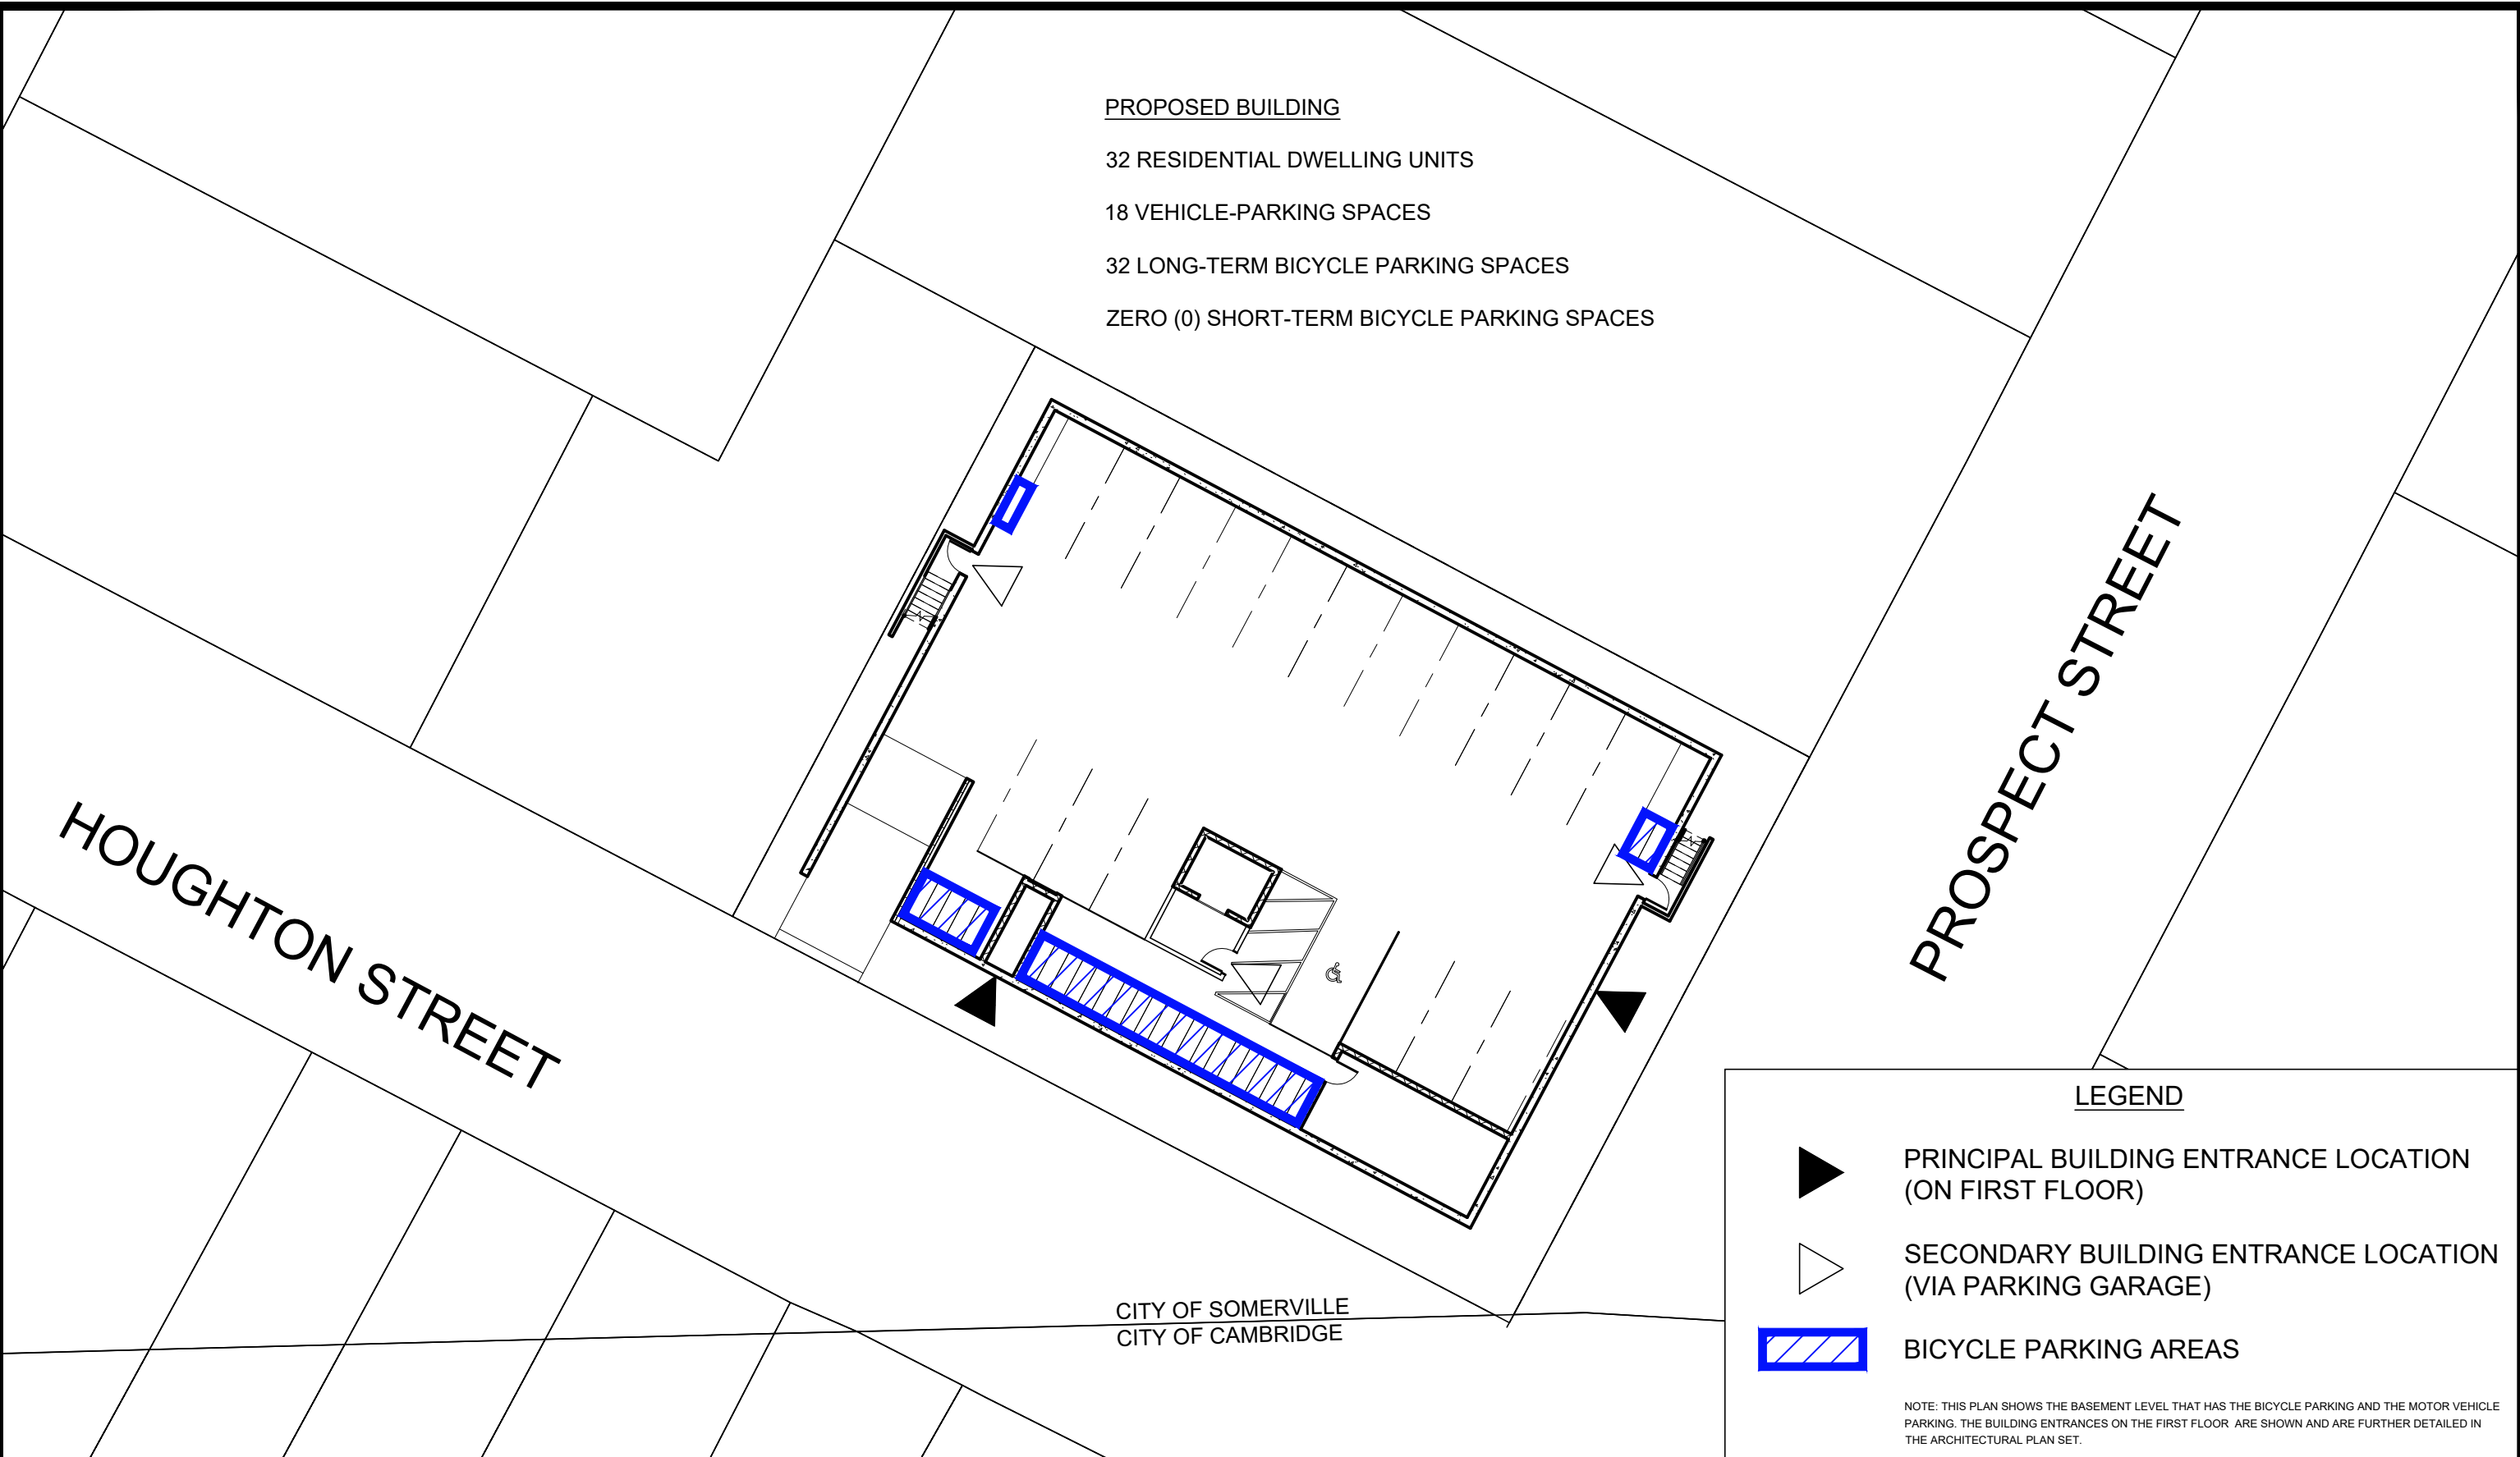 PROPOSED BUILDING
32 RESIDENTIAL DWELLING UNITS
18 VEHICLE-PARKING SPACES
32 LONG-TERM BICYCLE PARKING SPACES
ZERO (0) SHORT-TERM BICYCLE PARKING SPACES
PROSPECT STREET
HOUGHTON STREET
CITY OF SOMERVILLE
CITY OF CAMBRIDGE
LEGEND
PRINCIPAL BUILDING ENTRANCE LOCATION
(ON FIRST FLOOR)
SECONDARY BUILDING ENTRANCE LOCATION
(VIA PARKING GARAGE)
BICYCLE PARKING AREAS
NOTE: THIS PLAN SHOWS THE BASEMENT LEVEL THAT HAS THE BICYCLE PARKING AND THE MOTOR VEHICLE
PARKING. THE BUILDING ENTRANCES ON THE FIRST FLOOR ARE SHOWN AND ARE FURTHER DETAILED IN
THE ARCHITECTURAL PLAN SET.